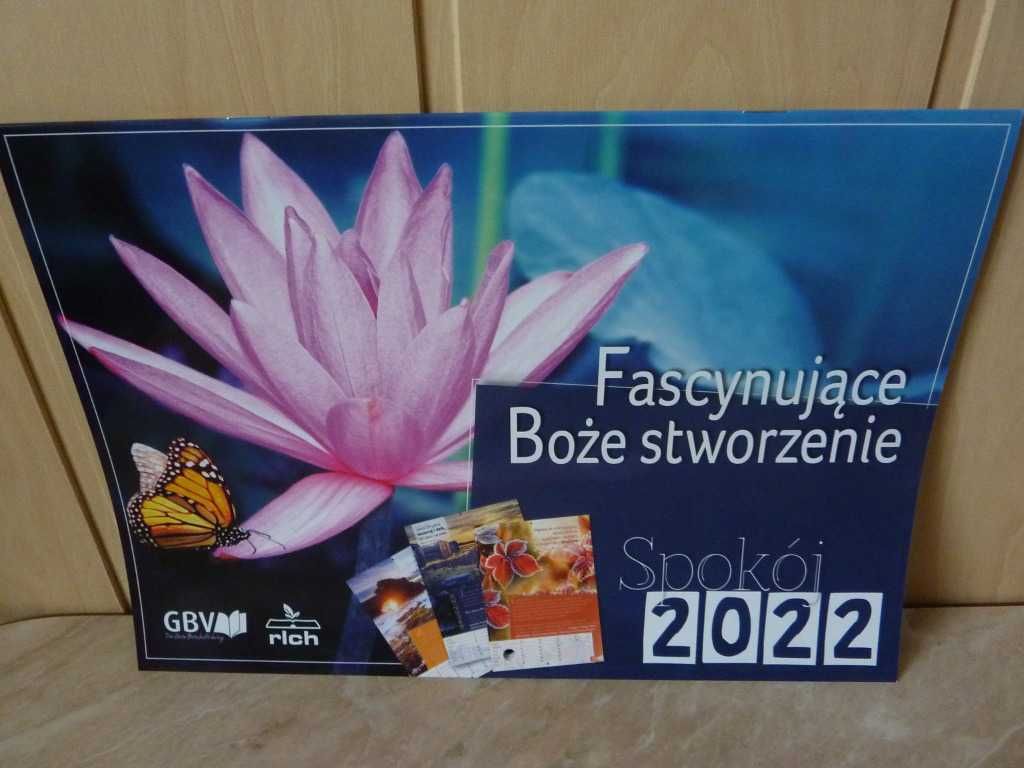 Fascynujące
Boże stworzenie
Spokój
2022
GBV
rlch